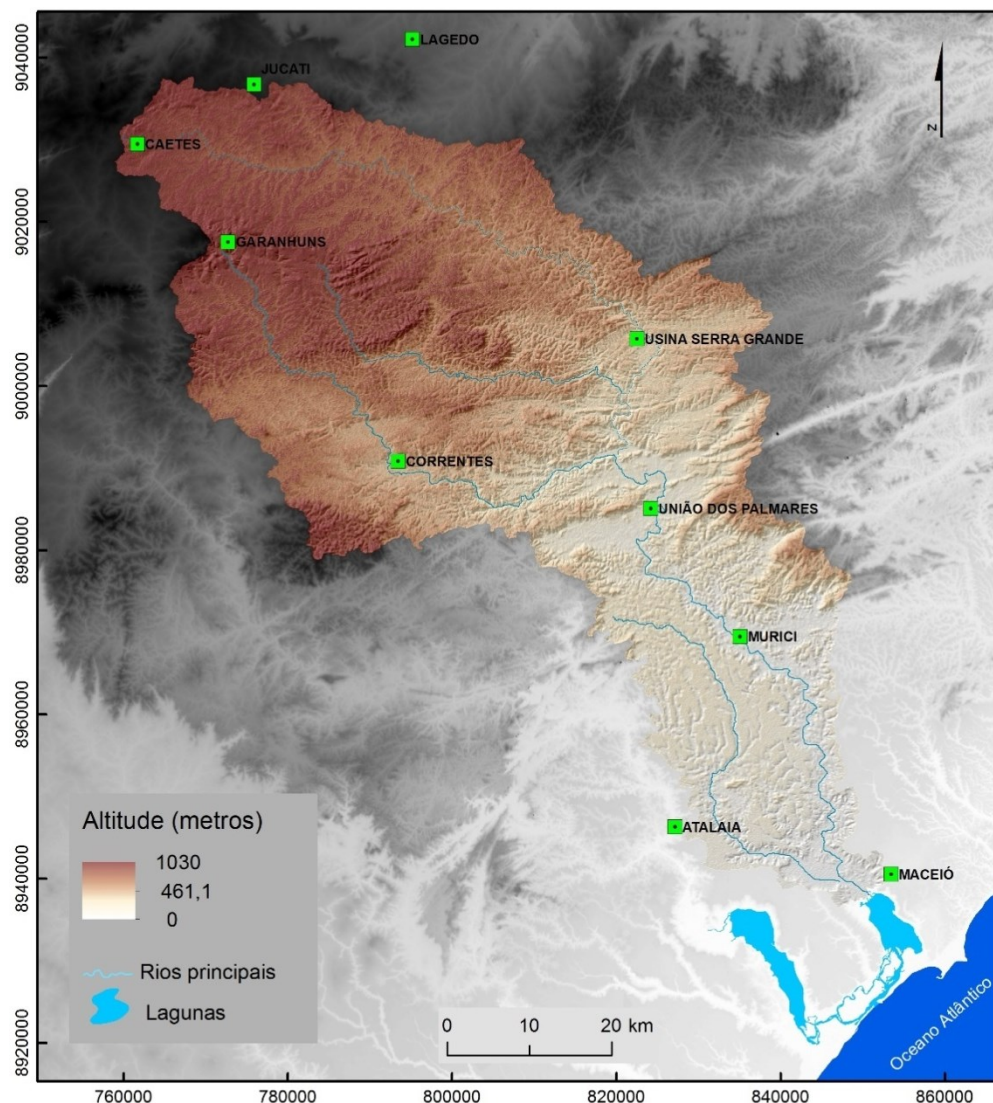 LAGEDO
JUCATI
CAETES
GARANHUNS
USINA SERRA GRANDE
CORRENTES
UNIÃO DOS PALMARES
MURICI
ATALAIA
MACEIÓ
Z
9040000
9020000
9000000
8980000
8960000
8940000
8920000
Altitude (metros)
1030
461,1
0
Rios principais
Lagunas
0 10 20 km
Oceano Atlântico
760000 780000 800000 820000 840000 860000